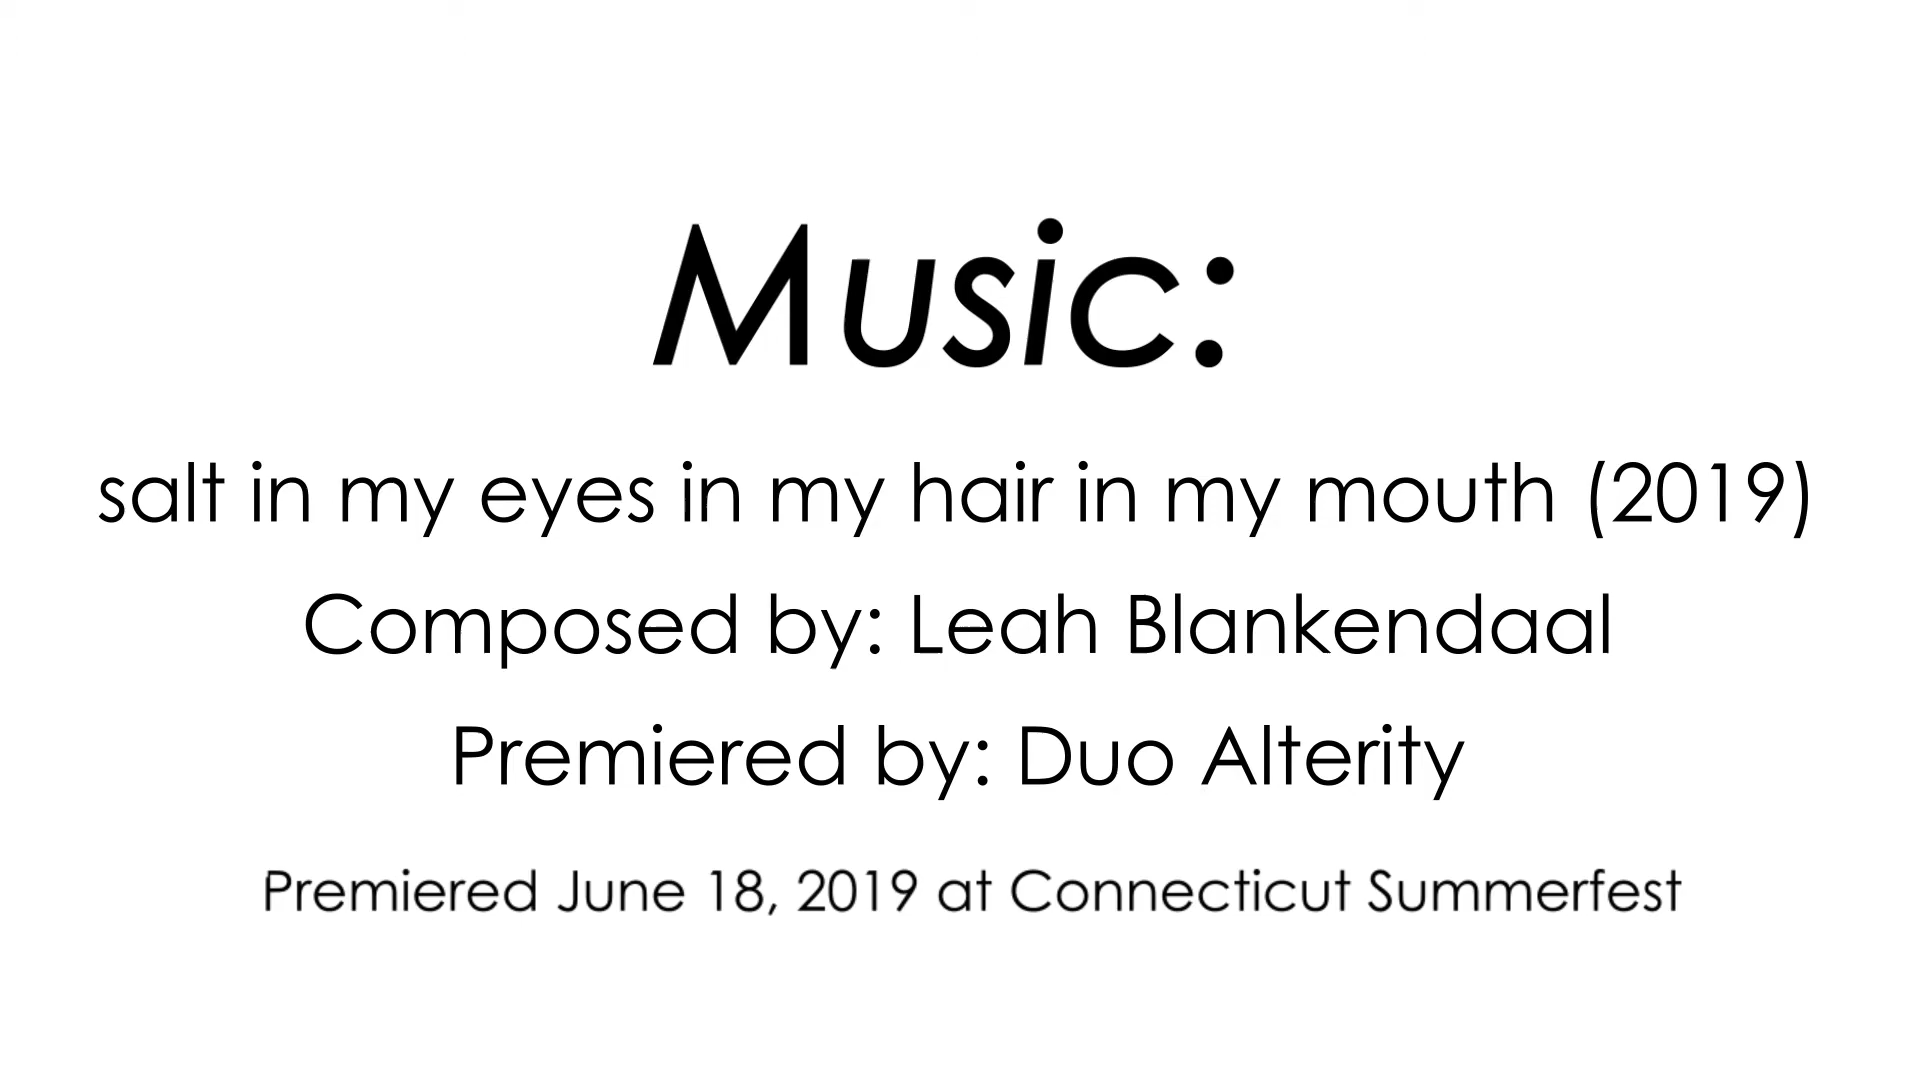 Music:
salt in my eyes in my hair in my mouth (2019)
Composed by: Leah Blankendaal
Premiered by: Duo Alterity
Premiered June 18, 2019 at Connecticut Summerfest